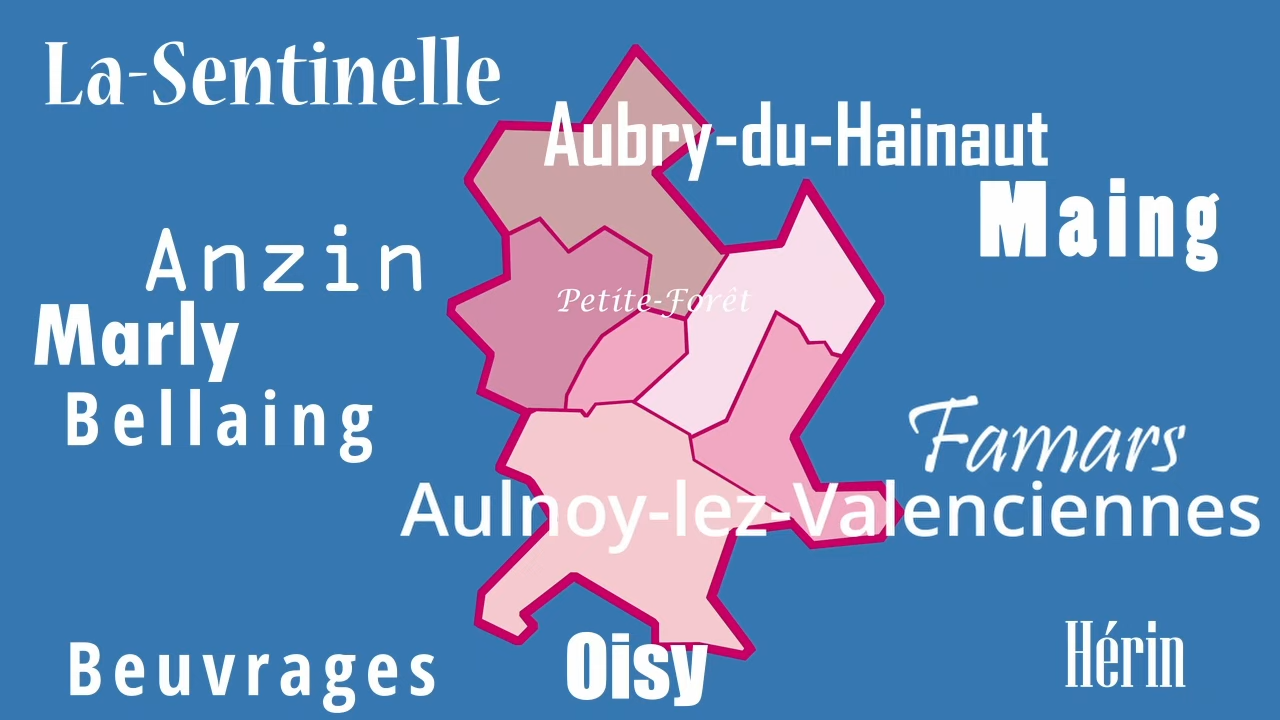 La-Sentinelle
Aubry-du-Hainaut
Maing
Anzin
Petite-Forêt
Marly
Bellaing
Famars
Aulnoy-lez-Valenciennes
Beuvrages
Oisy
Hérin